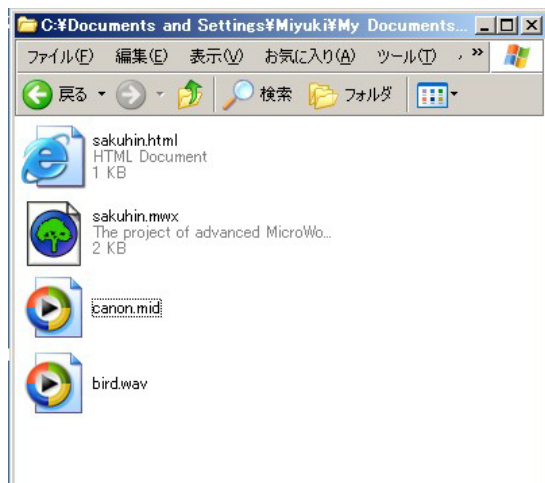 C:¥Documents and Settings¥Miyuki¥My Documents...
ファイル(F) 編集(E) 表示(V) お気に入り(A) ツール(T) »
戻る 検索 フォルダ
sakuhin.html
HTML Document
1 KB
sakuhin.mwx
The project of advanced MicroWo...
2 KB
canon.mid
bird.wav